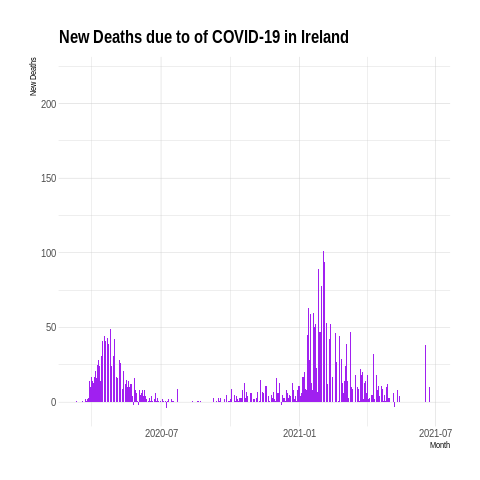 New Deaths due to of COVID-19 in Ireland
New Deaths
200
150
100
50
0
2020-07
2021-01
2021-07
Month